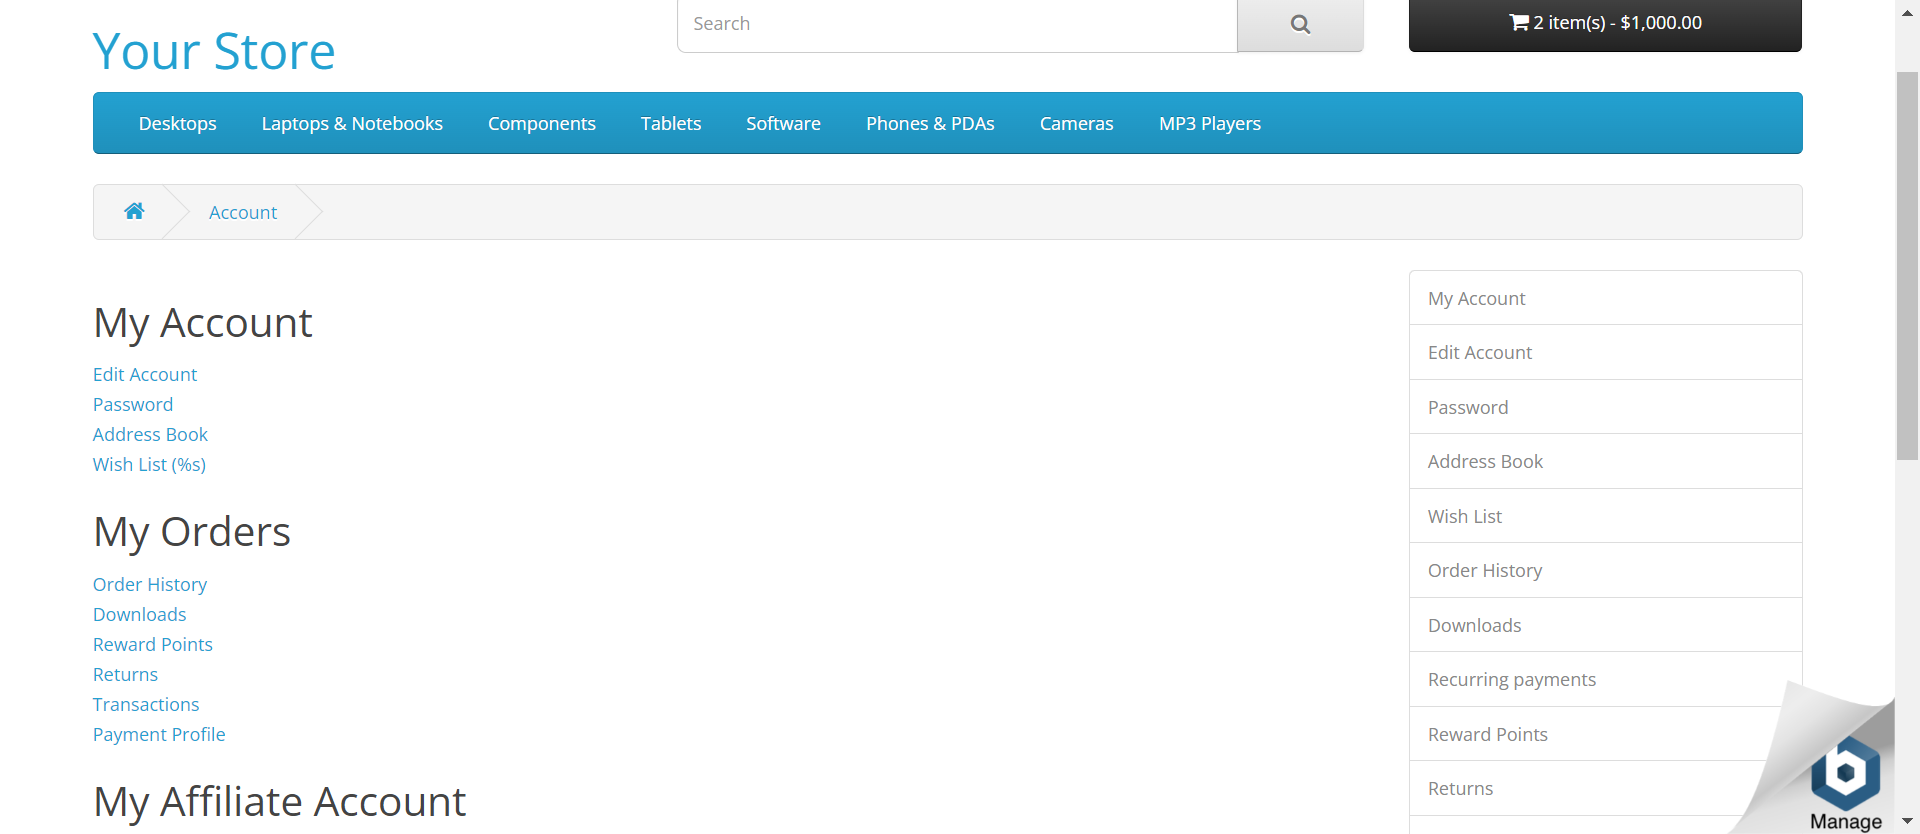 Your Store
Search
2 item(s) - $1,000.00
Desktops
Laptops & Notebooks
Components
Tablets
Software
Phones & PDAs
Cameras
MP3 Players
Account
My Account
Edit Account
Password
Address Book
Wish List (%s)
My Orders
Order History
Downloads
Reward Points
Returns
Transactions
Payment Profile
My Affiliate Account
My Account
Edit Account
Password
Address Book
Wish List
Order History
Downloads
Recurring payments
Reward Points
Returns
b
Manage